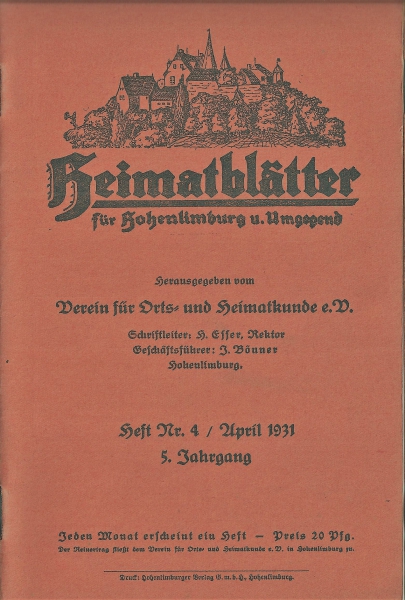 Heimatblätter
für Hohenlimburg u. Umgegend
Herausgegeben vom
Verein für Orts- und Heimatkunde e.V.
Schriftleiter: H. Esser, Rektor
Geschäftsführer: J. Bönner
Hohenlimburg.
Heft Nr. 4 / April 1931
5. Jahrgang
Jeden Monat erscheint ein Heft — Preis 20 Pfg.
Der Reinertrag fließt dem Verein für Orts- und Heimatkunde e. V. in Hohenlimburg zu.
Druck: Hohenlimburger Verlag G. m. b. H., Hohenlimburg.